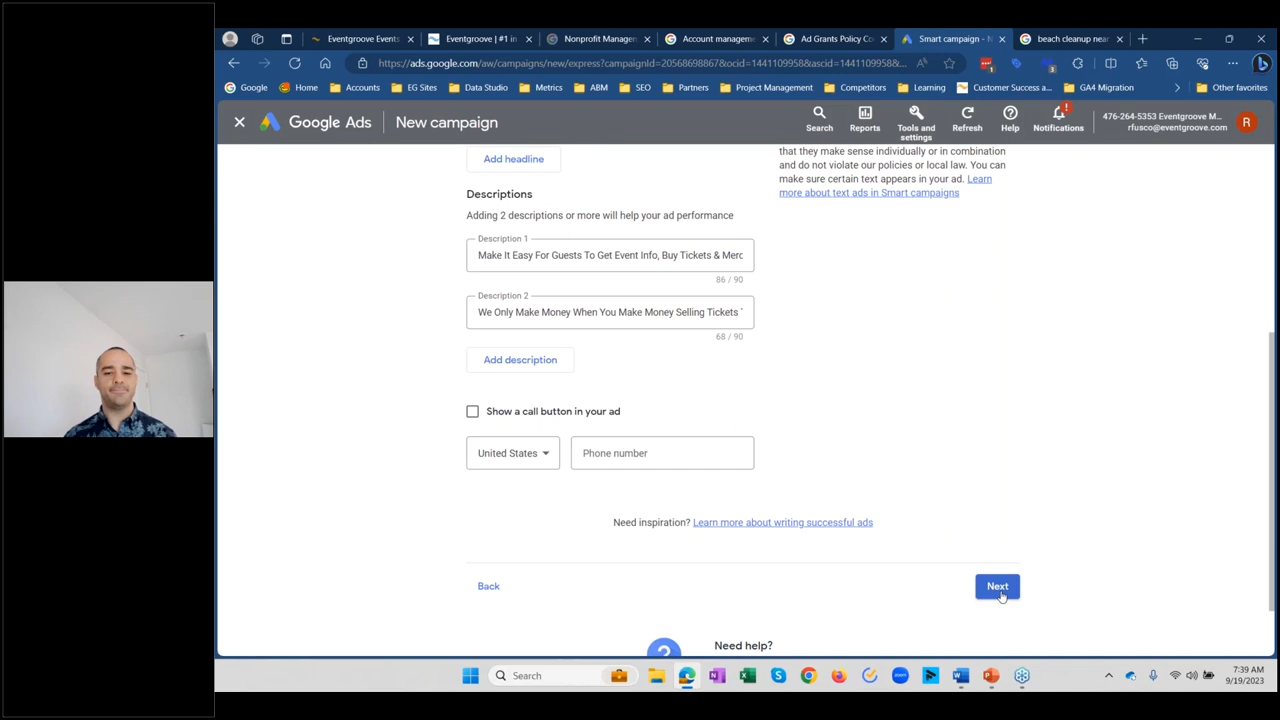 Eventgroove Events
Eventgroove | #1 in
Nonprofit Manage
Account manageme
Ad Grants Policy Co
Smart campaign - N
beach cleanup near
https://ads.google.com/aw/campaigns/new/express?campaignId=20568698867&ocid=1441109958&ascid=1441109958&...
Google
Home
Accounts
EG Sites
Data Studio
Metrics
ABM
SEO
Partners
Project Management
Competitors
Learning
Customer Success a...
GA4 Migration
Other favorites
Google Ads
New campaign
Search
Reports
Tools and
settings
Refresh
Help
Notifications
476-264-5353 Eventgroove M...
rfusco@eventgroove.com
R
Add headline
that they make sense individually or in combination
and do not violate our policies or local law. You can
make sure certain text appears in your ad. Learn
more about text ads in Smart campaigns
Descriptions
Adding 2 descriptions or more will help your ad performance
Description 1
Make It Easy For Guests To Get Event Info, Buy Tickets & Merc
86 / 90
Description 2
We Only Make Money When You Make Money Selling Tickets
68 / 90
Add description
Show a call button in your ad
United States
Phone number
Need inspiration? Learn more about writing successful ads
Back
Next
Need help?
Search
7:39 AM
9/19/2023